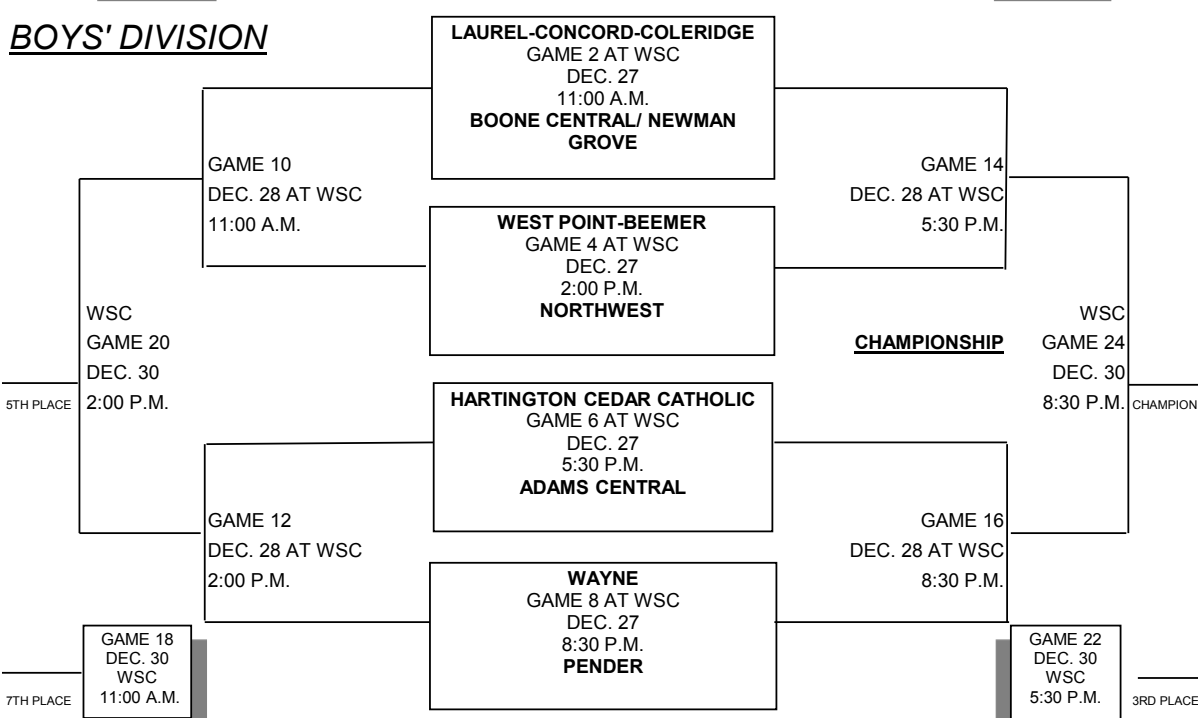 BOYS' DIVISION
LAUREL-CONCORD-COLERIDGE
GAME 2 AT WSC
DEC. 27
11:00 A.M.
BOONE CENTRAL/ NEWMAN
GROVE
GAME 10
DEC. 28 AT WSC
11:00 A.M.
GAME 14
DEC. 28 AT WSC
5:30 P.M.
WEST POINT-BEEMER
GAME 4 AT WSC
DEC. 27
2:00 P.M.
NORTHWEST
WSC
GAME 20
DEC. 30
2:00 P.M.
5TH PLACE
CHAMPIONSHIP
WSC
GAME 24
DEC. 30
8:30 P.M.
CHAMPION
HARTINGTON CEDAR CATHOLIC
GAME 6 AT WSC
DEC. 27
5:30 P.M.
ADAMS CENTRAL
GAME 12
DEC. 28 AT WSC
2:00 P.M.
GAME 16
DEC. 28 AT WSC
8:30 P.M.
WAYNE
GAME 8 AT WSC
DEC. 27
8:30 P.M.
PENDER
GAME 18
DEC. 30
WSC
11:00 A.M.
7TH PLACE
GAME 22
DEC. 30
WSC
5:30 P.M.
3RD PLACE